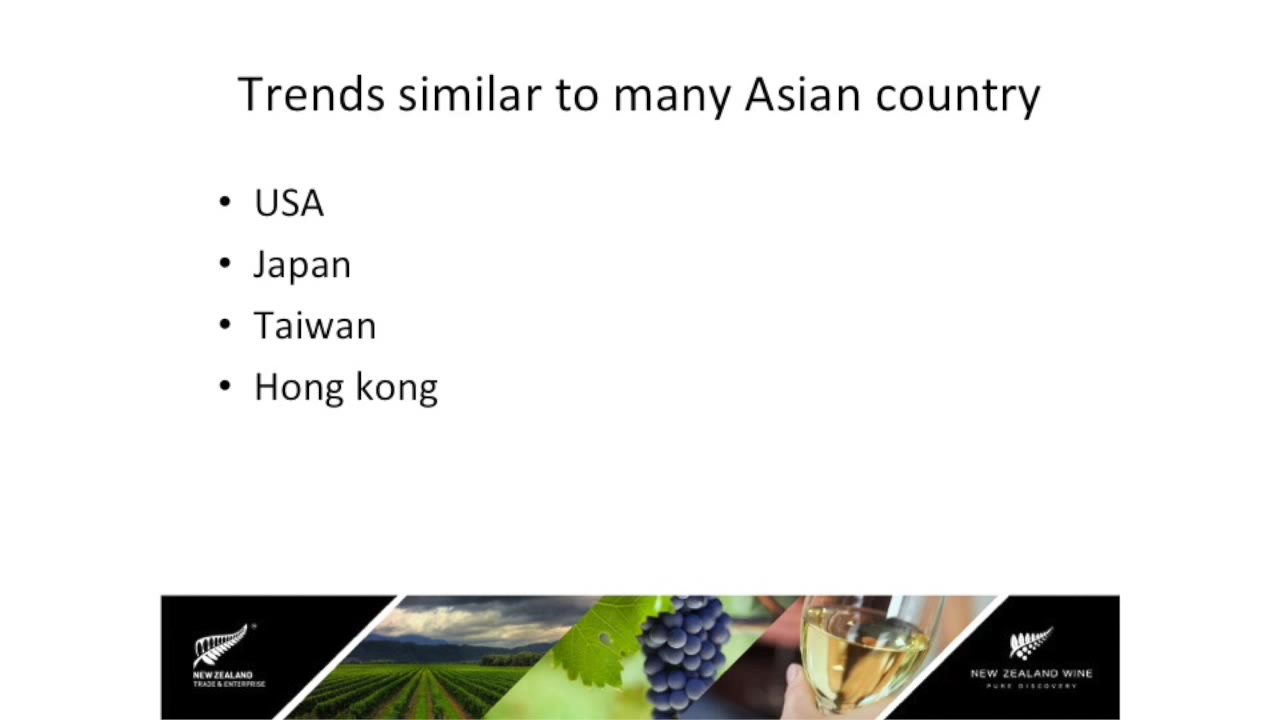 Trends similar to many Asian country
• USA
• Japan
• Taiwan
• Hong kong
NEW ZEALAND
TRADE & ENTERPRISE
NEW ZEALAND WINE
PURE DISCOVERY